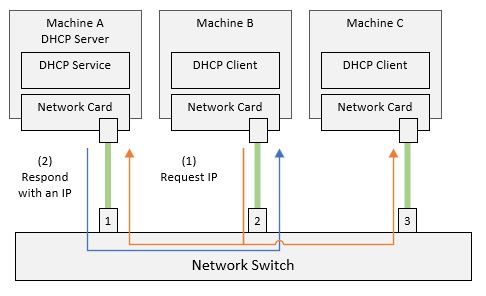 Machine A
DHCP Server
DHCP Service
Network Card
Machine B
DHCP Client
Network Card
Machine C
DHCP Client
Network Card
(2)
Respond
with an IP
(1)
Request IP
1
2
3
Network Switch